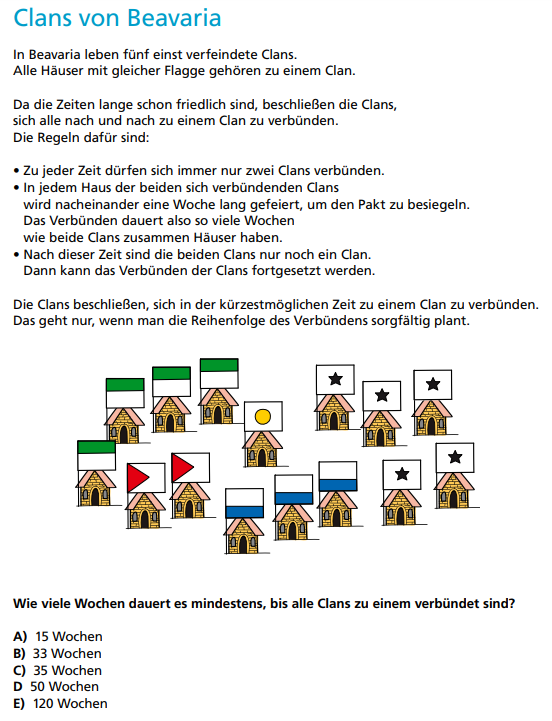 Clans von Beavaria
In Beavaria leben fünf einst verfeindete Clans.
Alle Häuser mit gleicher Flagge gehören zu einem Clan.
Da die Zeiten lange schon friedlich sind, beschließen die Clans,
sich alle nach und nach zu einem Clan zu verbünden.
Die Regeln dafür sind:
• Zu jeder Zeit dürfen sich immer nur zwei Clans verbünden.
• In jedem Haus der beiden sich verbündenden Clans
wird nacheinander eine Woche lang gefeiert, um den Pakt zu besiegeln.
Das Verbünden dauert also so viele Wochen
wie beide Clans zusammen Häuser haben.
• Nach dieser Zeit sind die beiden Clans nur noch ein Clan.
Dann kann das Verbünden der Clans fortgesetzt werden.
Die Clans beschließen, sich in der kürzestmöglichen Zeit zu einem Clan zu verbünden.
Das geht nur, wenn man die Reihenfolge des Verbündens sorgfältig plant.
Wie viele Wochen dauert es mindestens, bis alle Clans zu einem verbündet sind?
A) 15 Wochen
B) 33 Wochen
C) 35 Wochen
D 50 Wochen
E) 120 Wochen